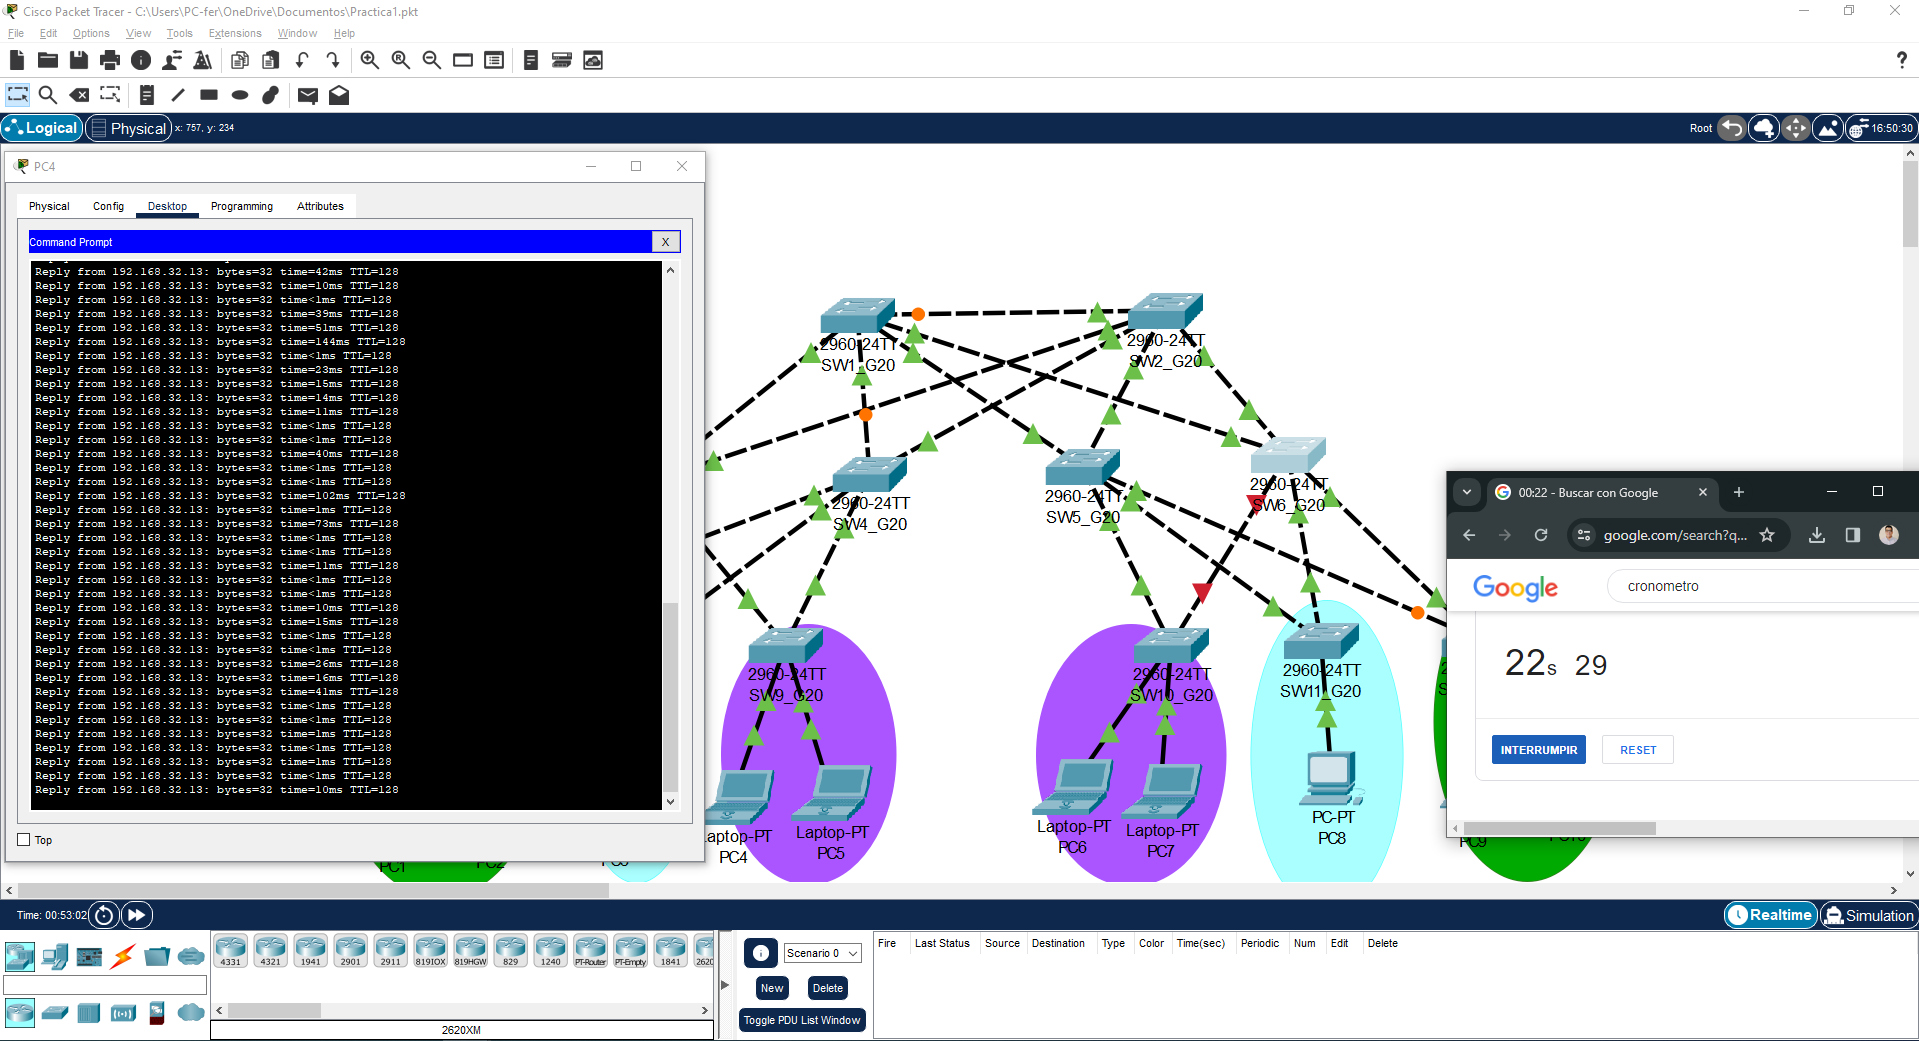 Cisco Packet Tracer - C:\Users\PC-fer\OneDrive\Documentos\Practica1.pkt
File Edit Options View Tools Extensions Window Help
Logical Physical x: 757, y: 234 Root 16:50:30
PC4
Physical Config Desktop Programming Attributes
Command Prompt X
Reply from 192.168.32.13: bytes=32 time=42ms TTL=128
Reply from 192.168.32.13: bytes=32 time=10ms TTL=128
Reply from 192.168.32.13: bytes=32 time<1ms TTL=128
Reply from 192.168.32.13: bytes=32 time=39ms TTL=128
Reply from 192.168.32.13: bytes=32 time=51ms TTL=128
Reply from 192.168.32.13: bytes=32 time=144ms TTL=128
Reply from 192.168.32.13: bytes=32 time<1ms TTL=128
Reply from 192.168.32.13: bytes=32 time=23ms TTL=128
Reply from 192.168.32.13: bytes=32 time=15ms TTL=128
Reply from 192.168.32.13: bytes=32 time=14ms TTL=128
Reply from 192.168.32.13: bytes=32 time=11ms TTL=128
Reply from 192.168.32.13: bytes=32 time<1ms TTL=128
Reply from 192.168.32.13: bytes=32 time<1ms TTL=128
Reply from 192.168.32.13: bytes=32 time=40ms TTL=128
Reply from 192.168.32.13: bytes=32 time<1ms TTL=128
Reply from 192.168.32.13: bytes=32 time<1ms TTL=128
Reply from 192.168.32.13: bytes=32 time=102ms TTL=128
Reply from 192.168.32.13: bytes=32 time=1ms TTL=128
Reply from 192.168.32.13: bytes=32 time=73ms TTL=128
Reply from 192.168.32.13: bytes=32 time<1ms TTL=128
Reply from 192.168.32.13: bytes=32 time<1ms TTL=128
Reply from 192.168.32.13: bytes=32 time=11ms TTL=128
Reply from 192.168.32.13: bytes=32 time<1ms TTL=128
Reply from 192.168.32.13: bytes=32 time<1ms TTL=128
Reply from 192.168.32.13: bytes=32 time=10ms TTL=128
Reply from 192.168.32.13: bytes=32 time=15ms TTL=128
Reply from 192.168.32.13: bytes=32 time<1ms TTL=128
Reply from 192.168.32.13: bytes=32 time<1ms TTL=128
Reply from 192.168.32.13: bytes=32 time=26ms TTL=128
Reply from 192.168.32.13: bytes=32 time=16ms TTL=128
Reply from 192.168.32.13: bytes=32 time=41ms TTL=128
Reply from 192.168.32.13: bytes=32 time<1ms TTL=128
Reply from 192.168.32.13: bytes=32 time<1ms TTL=128
Reply from 192.168.32.13: bytes=32 time=1ms TTL=128
Reply from 192.168.32.13: bytes=32 time<1ms TTL=128
Reply from 192.168.32.13: bytes=32 time=1ms TTL=128
Reply from 192.168.32.13: bytes=32 time<1ms TTL=128
Reply from 192.168.32.13: bytes=32 time=10ms TTL=128
Top
2960-24TT
SW1_G20
2960-24TT
SW2_G20
2960-24TT
SW4_G20
2960-24TT
SW5_G20
2960-24TT
SW6_G20
2960-24TT
SW9_G20
2960-24TT
SW10_G20
2960-24TT
SW11_G20
aptop-PT
PC4
Laptop-PT
PC5
Laptop-PT
PC6
Laptop-PT
PC7
PC-PT
PC8
PC1
PC2
PC9
00:22 - Buscar con Google
google.com/search?q...
Google cronometro
22s 29
INTERRUMPIR RESET
Time: 00:53:02 Realtime Simulation
4331 4321 1941 2901 2911 819IOX 819HGW 829 1240 PT-Router PT-Empty 1841 2620
2620XM
Scenario 0
New Delete
Toggle PDU List Window
Fire Last Status Source Destination Type Color Time(sec) Periodic Num Edit Delete